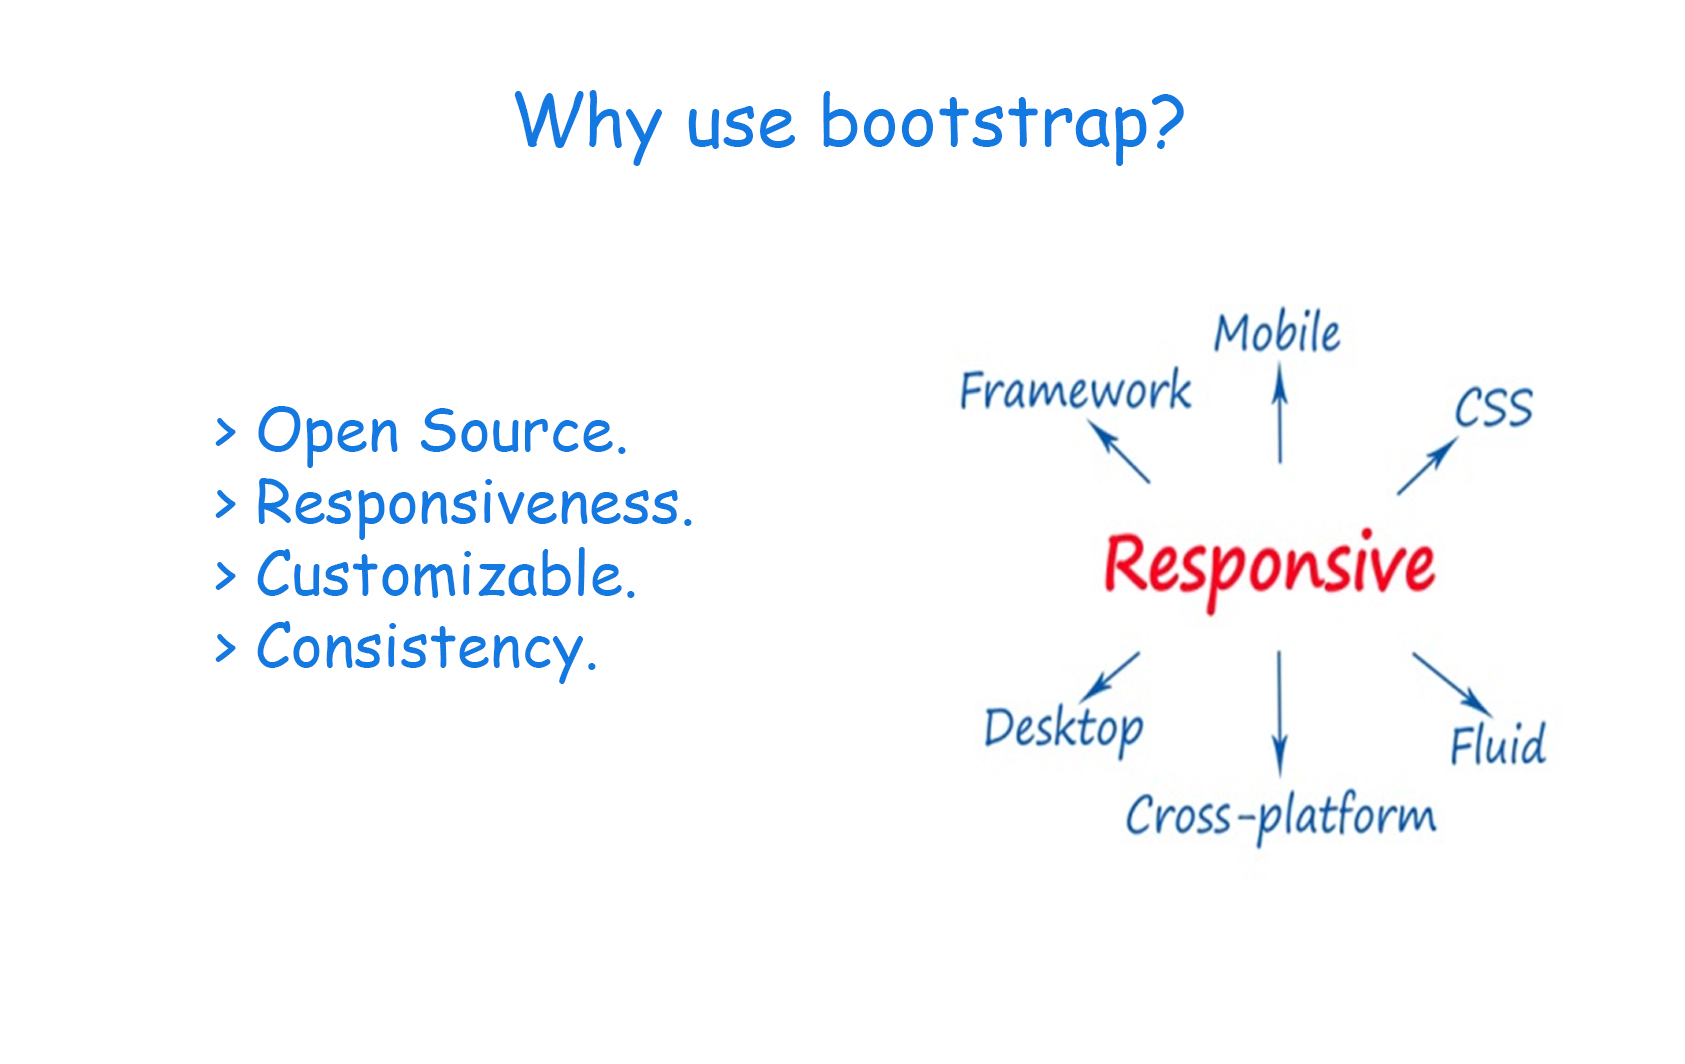 Why use bootstrap?
> Open Source.
> Responsiveness.
> Customizable.
> Consistency.
Mobile
Framework
CSS
Responsive
Desktop
Fluid
Cross-platform